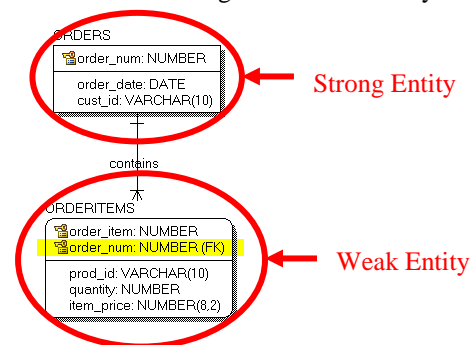 ORDERS
order_num: NUMBER
order_date: DATE
cust_id: VARCHAR(10)
Strong Entity
contains
ORDERITEMS
order_item: NUMBER
order_num: NUMBER (FK)
prod_id: VARCHAR(10)
quantity: NUMBER
item_price: NUMBER(8,2)
Weak Entity